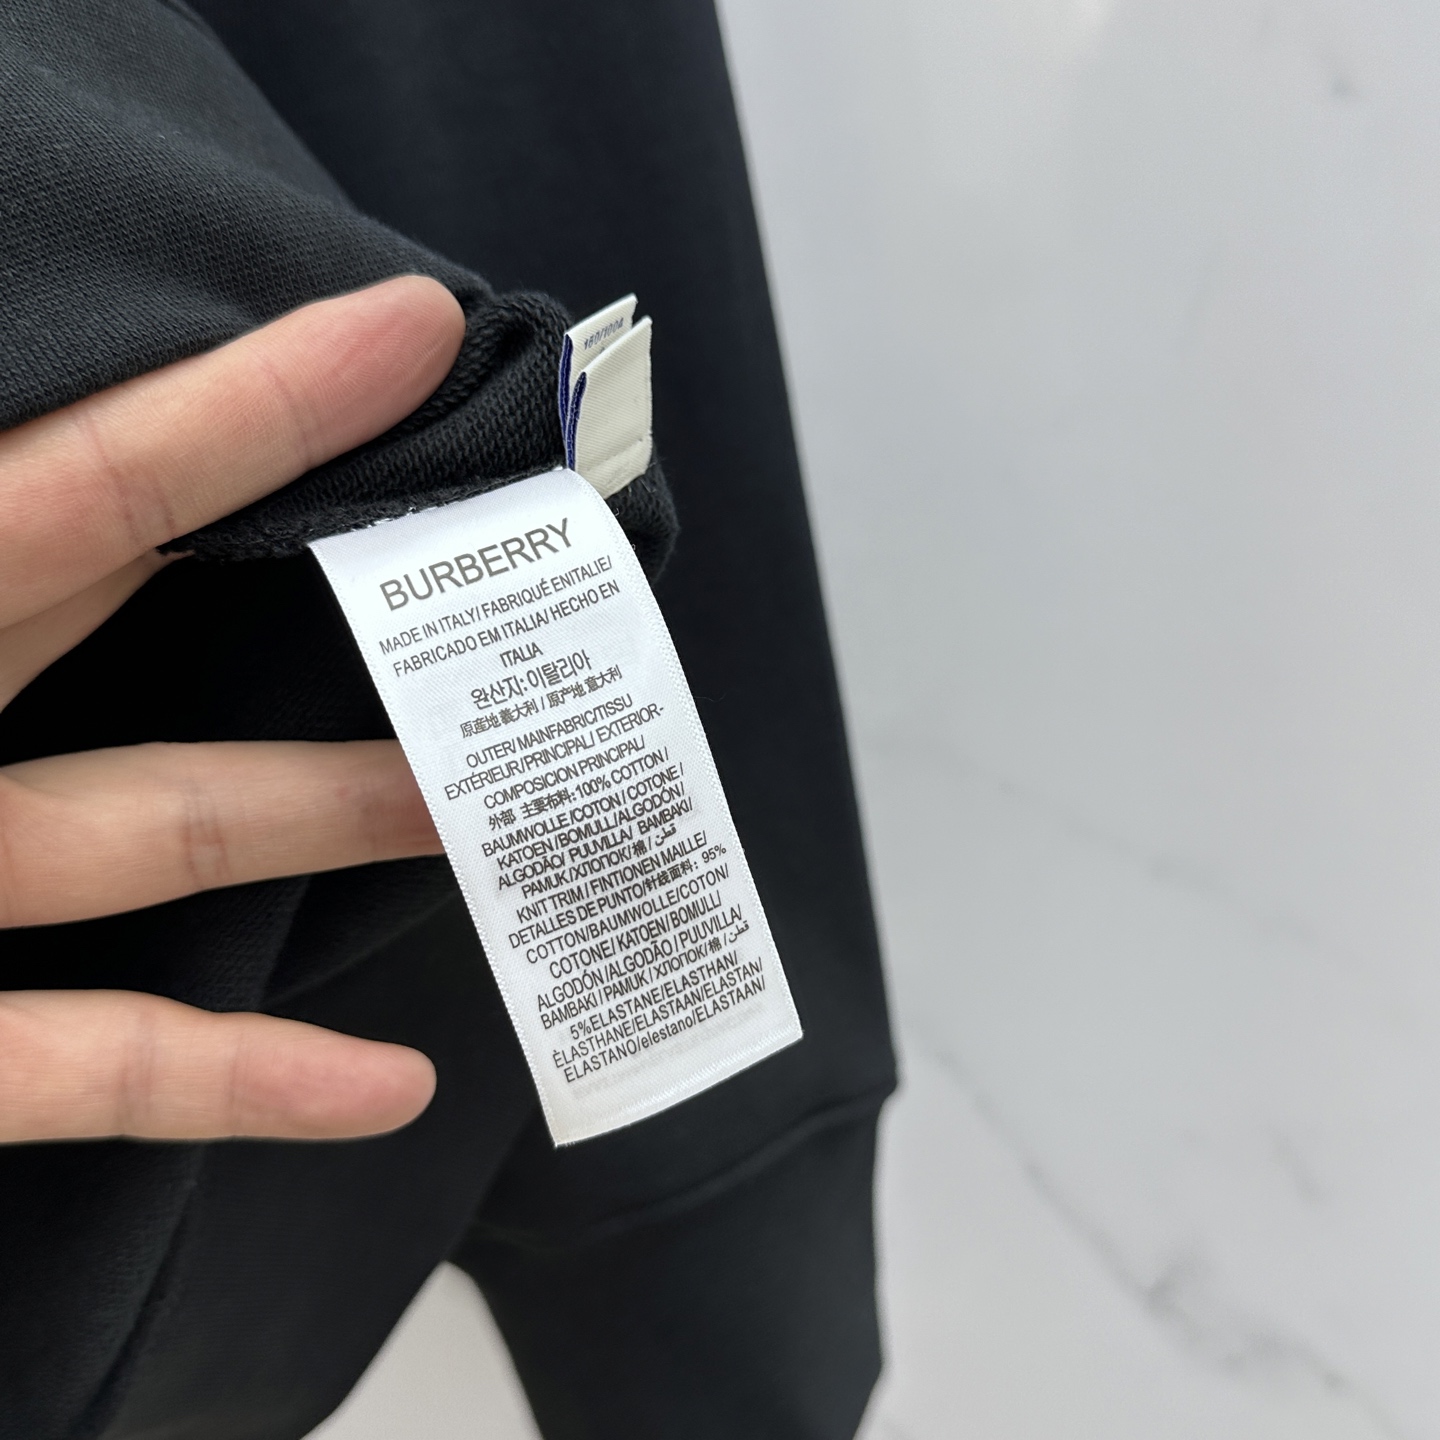 160/100A
BURBERRY
MADE IN ITALY/ FABRIQUÉ ENITALIE/
FABRICADO EM ITALIA/ HECHO EN
ITALIA
완산지:이탈리아
原産地義大利 / 原产地 意大利
OUTER/ MAINFABRIC/TISSU
EXTÉRIEUR/PRINCIPAL/ EXTERIOR-
COMPOSICION PRINCIPAL/
外部 主要布料:100% COTTON /
BAUMWOLLE /COTON / COTONE /
KATOEN /BOMULL/ALGODÓN/
ALGODÃO/ PUUVILLA/ BAMBAKI/
PAMUK /ХЛОПОК/ 棉 / قطن
KNIT TRIM / FINTIONEN MAILLE/
DETALLES DE PUNTO/针线面料: 95%
COTTON/BAUMWOLLE/COTON/
COTONE/ KATOEN/ BOMULL/
ALGODÓN/ALGODÃO / PUUVILLA/
BAMBAKI / PAMUK / ХЛОПОК/ 棉 / قطن
5%ELASTANE/ELASTHAN/
ÈLASTHANE/ELASTAAN/ELASTAN/
ELASTANO/elestano/ELASTAAN/